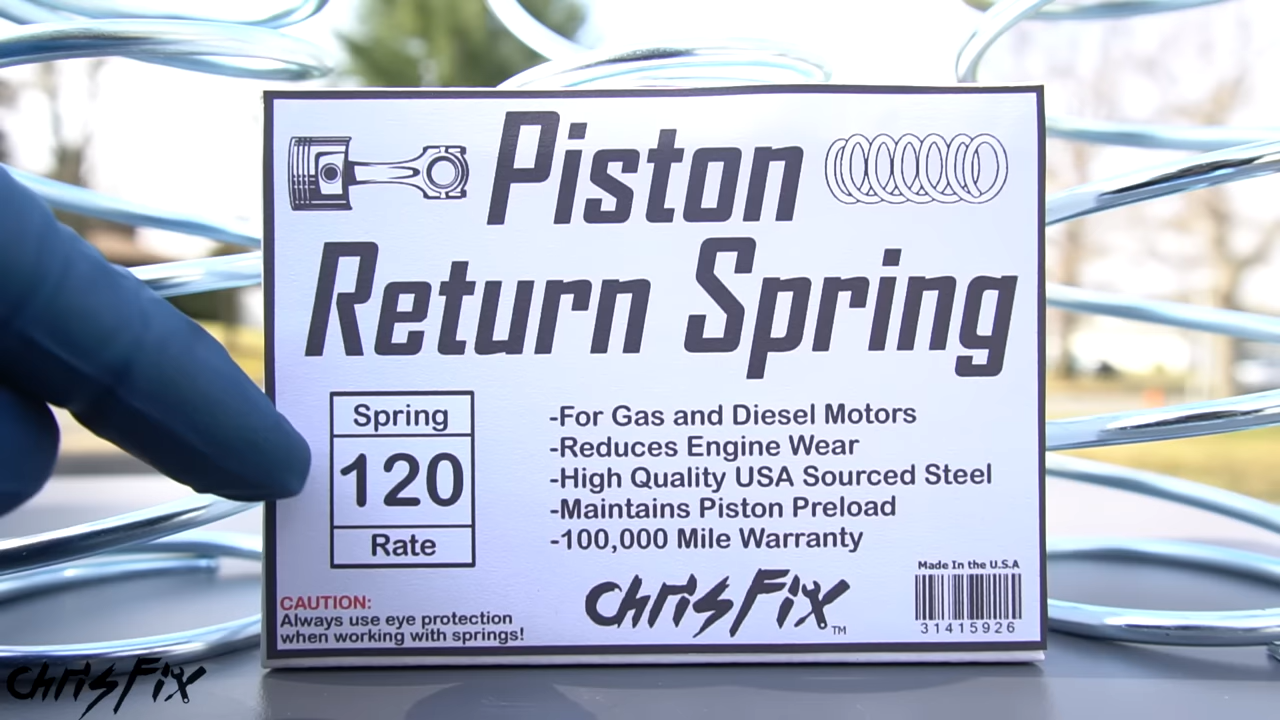 Piston
Return Spring
Spring
120
Rate
-For Gas and Diesel Motors
-Reduces Engine Wear
-High Quality USA Sourced Steel
-Maintains Piston Preload
-100,000 Mile Warranty
CAUTION:
Always use eye protection
when working with springs!
ChrisFix™
Made In the U.S.A
31415926
ChrisFix